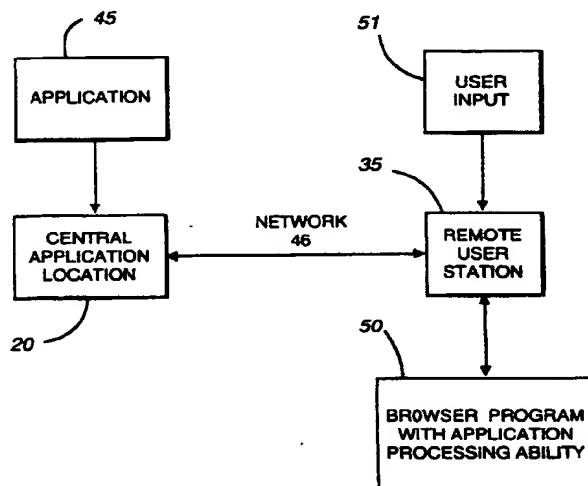 45
APPLICATION
51
USER
INPUT
CENTRAL
APPLICATION
LOCATION
20
NETWORK
46
35
REMOTE
USER
STATION
50
BROWSER PROGRAM
WITH APPLICATION
PROCESSING ABILITY